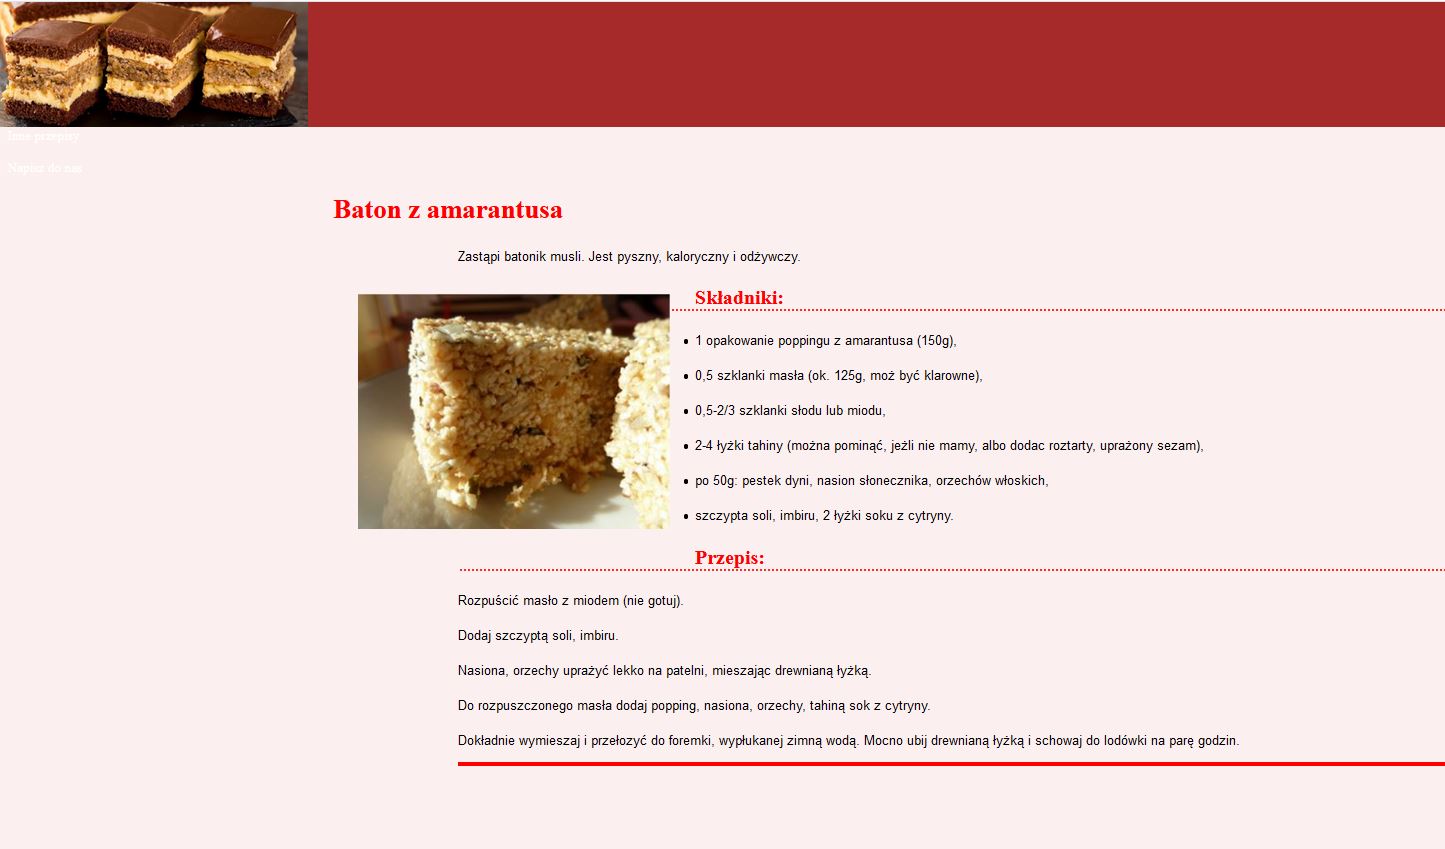 Inne przepisy
Napisz do nas
Baton z amarantusa
Zastąpi batonik musli. Jest pyszny, kaloryczny i odżywczy.
Składniki:
1 opakowanie poppingu z amarantusa (150g),
0,5 szklanki masła (ok. 125g, moż być klarowne),
0,5-2/3 szklanki słodu lub miodu,
2-4 łyżki tahiny (można pominąć, jeżli nie mamy, albo dodac roztarty, uprażony sezam),
po 50g: pestek dyni, nasion słonecznika, orzechów włoskich,
szczypta soli, imbiru, 2 łyżki soku z cytryny.
Przepis:
Rozpuścić masło z miodem (nie gotuj).
Dodaj szczyptą soli, imbiru.
Nasiona, orzechy uprażyć lekko na patelni, mieszając drewnianą łyżką.
Do rozpuszczonego masła dodaj popping, nasiona, orzechy, tahiną sok z cytryny.
Dokładnie wymieszaj i przełozyć do foremki, wypłukanej zimną wodą. Mocno ubij drewnianą łyżką i schowaj do lodówki na parę godzin.